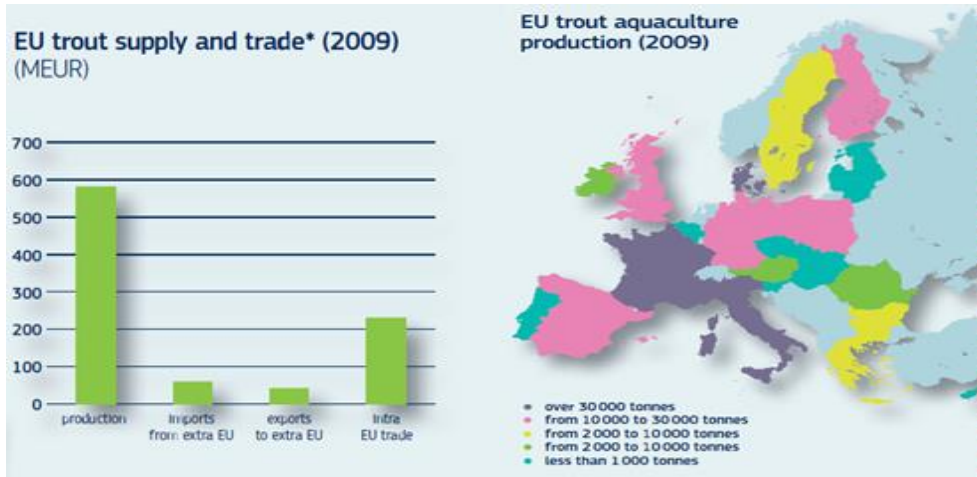 EU trout supply and trade* (2009)
(MEUR)
700
600
500
400
300
200
100
0
production
imports
from extra EU
exports
to extra EU
intra
EU trade
EU trout aquaculture
production (2009)
over 30 000 tonnes
from 10 000 to 30 000 tonnes
from 2 000 to 10 000 tonnes
from 2 000 to 10 000 tonnes
less than 1 000 tonnes